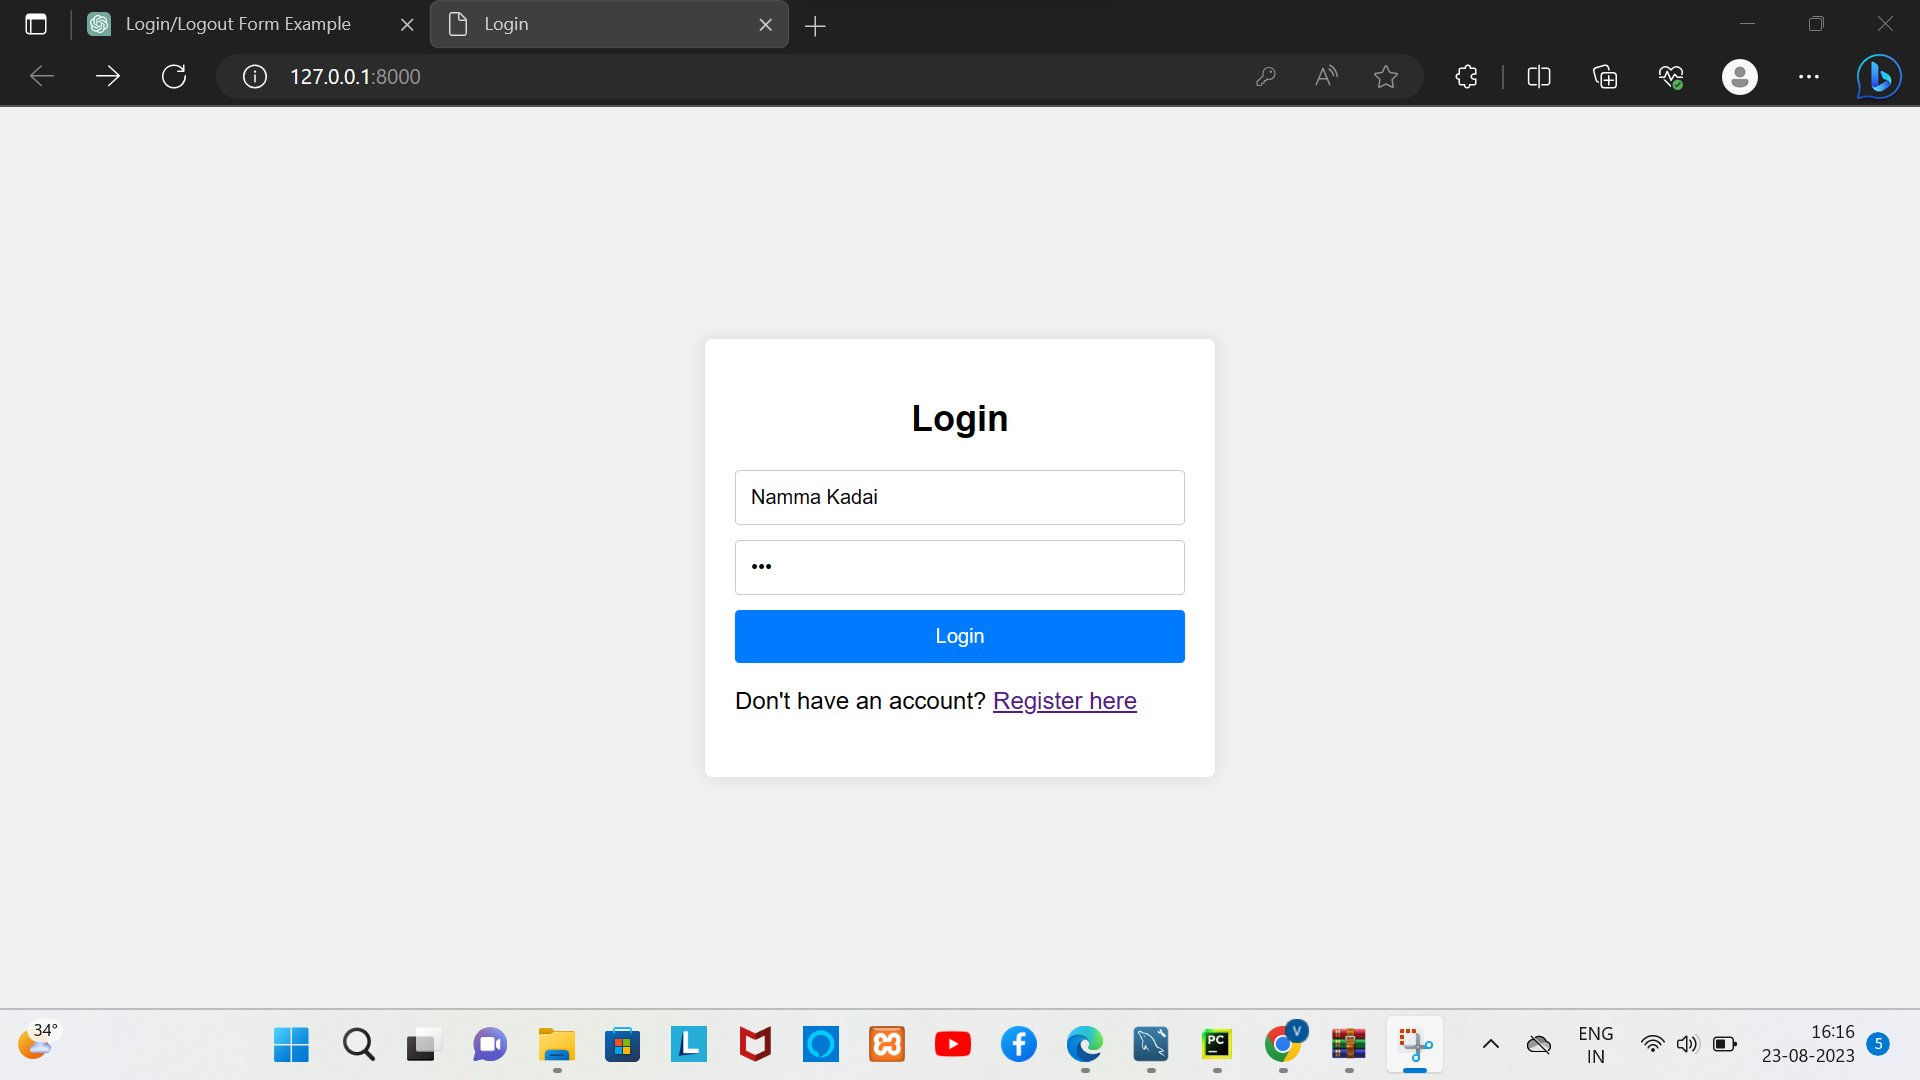 Login/Logout Form Example
Login
127.0.0.1:8000
Login
Namma Kadai
•••
Login
Don't have an account? Register here
34°
L
PC
V
ENG
IN
16:16
23-08-2023
5